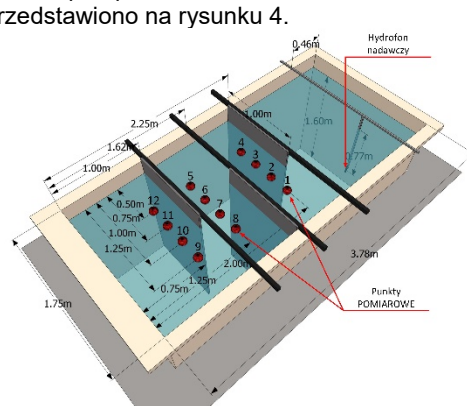 rzedstawiono na rysunku 4.
0.46m
Hydrofon
nadawczy
2.25m
1.00m
1.60m
1.62m
1.00m
0.77m
4
3
2
1
5
6
7
8
0.50m
0.75m
1.00m
1.25m
12
11
10
9
2.00m
1.25m
0.75m
3.78m
1.75m
Punkty
POMIAROWE